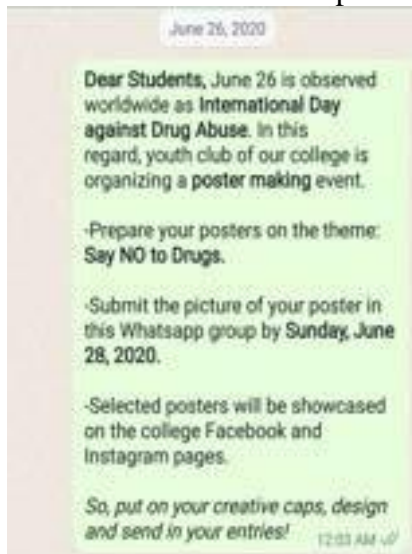 June 26, 2020
Dear Students, June 26 is observed
worldwide as International Day
against Drug Abuse. In this
regard, youth club of our college is
organizing a poster making event.
-Prepare your posters on the theme:
Say NO to Drugs.
-Submit the picture of your poster in
this Whatsapp group by Sunday, June
28, 2020.
-Selected posters will be showcased
on the college Facebook and
Instagram pages.
So, put on your creative caps, design
and send in your entries! 12:03 AM